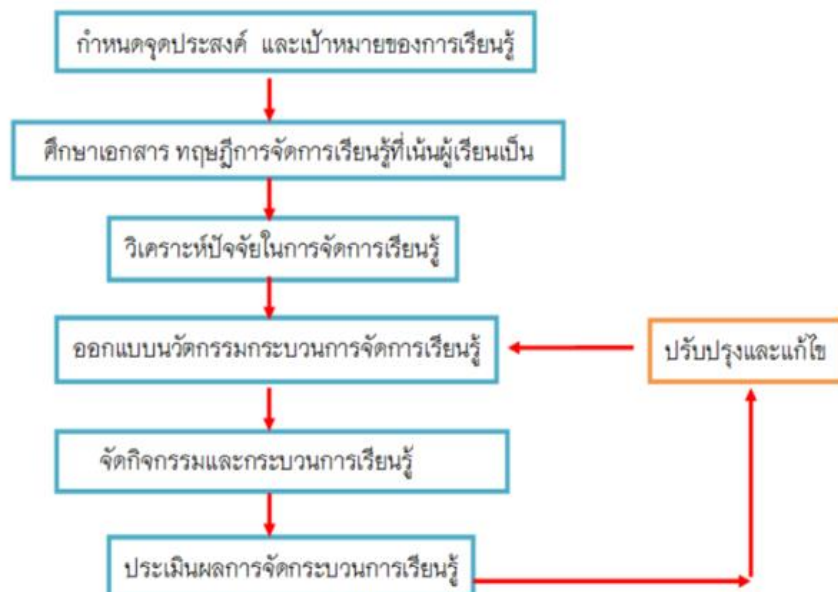 กำหนดจุดประสงค์ และเป้าหมายของการเรียนรู้
ศึกษาเอกสาร ทฤษฎีการจัดการเรียนรู้ที่เน้นผู้เรียนเป็น
วิเคราะห์ปัจจัยในการจัดการเรียนรู้
ออกแบบนวัตกรรมกระบวนการจัดการเรียนรู้
ปรับปรุงและแก้ไข
จัดกิจกรรมและกระบวนการเรียนรู้
ประเมินผลการจัดกระบวนการเรียนรู้